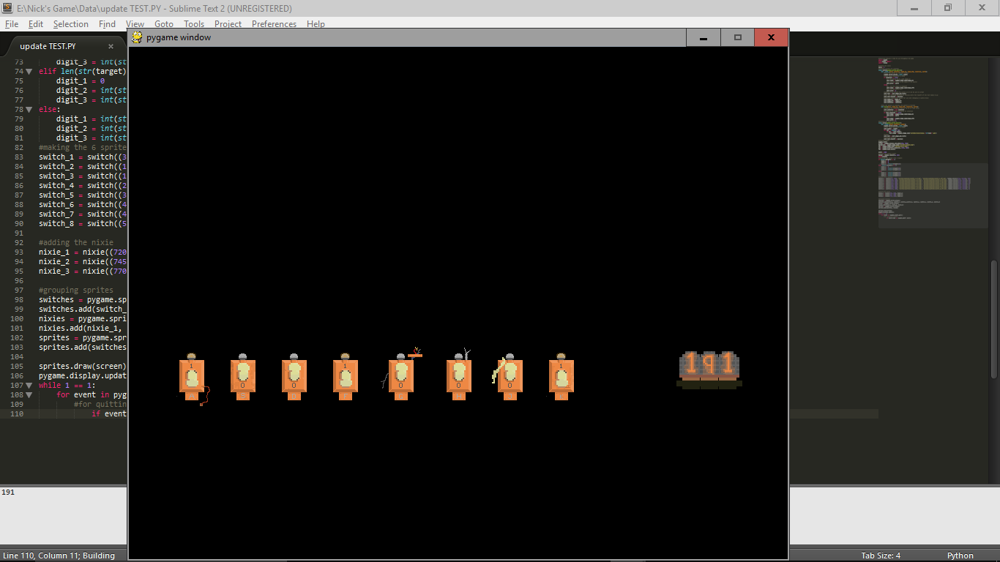 E:\Nick's Game\Data\update TEST.PY - Sublime Text 2 (UNREGISTERED)
File Edit Selection Find View Goto Tools Project Preferences Help
pygame window
update TEST.PY
73 digit_3 = int(st
74 elif len(str(target)
75 digit_1 = 0
76 digit_2 = int(st
77 digit_3 = int(st
78 else:
79 digit_1 = int(st
80 digit_2 = int(st
81 digit_3 = int(st
82 #making the 6 sprite
83 switch_1 = switch((3
84 switch_2 = switch((1
85 switch_3 = switch((1
86 switch_4 = switch((2
87 switch_5 = switch((3
88 switch_6 = switch((4
89 switch_7 = switch((4
90 switch_8 = switch((5
91
92 #adding the nixie
93 nixie_1 = nixie((720
94 nixie_2 = nixie((745
95 nixie_3 = nixie((770
96
97 #grouping sprites
98 switches = pygame.sp
99 switches.add(switch_
100 nixies = pygame.spri
101 nixies.add(nixie_1,
102 sprites = pygame.spr
103 sprites.add(switches
104
105 sprites.draw(screen)
106 pygame.display.updat
107 while 1 == 1:
108 for event in pyg
109 #for quittin
110 if event
1 0 0 1 0 0 0 1
191
191
Line 110, Column 11; Building
Tab Size: 4
Python